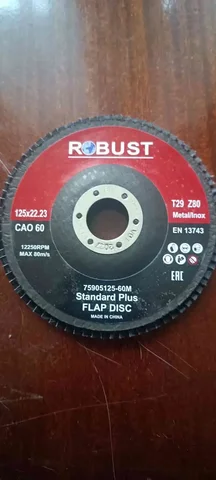 ROBUST
125x22.23
T29 Z80
Metal/Inox
CAO 60
EN 13743
12250RPM
MAX 80m/s
EAC
75905125-60M
Standard Plus
FLAP DISC
MADE IN CHINA